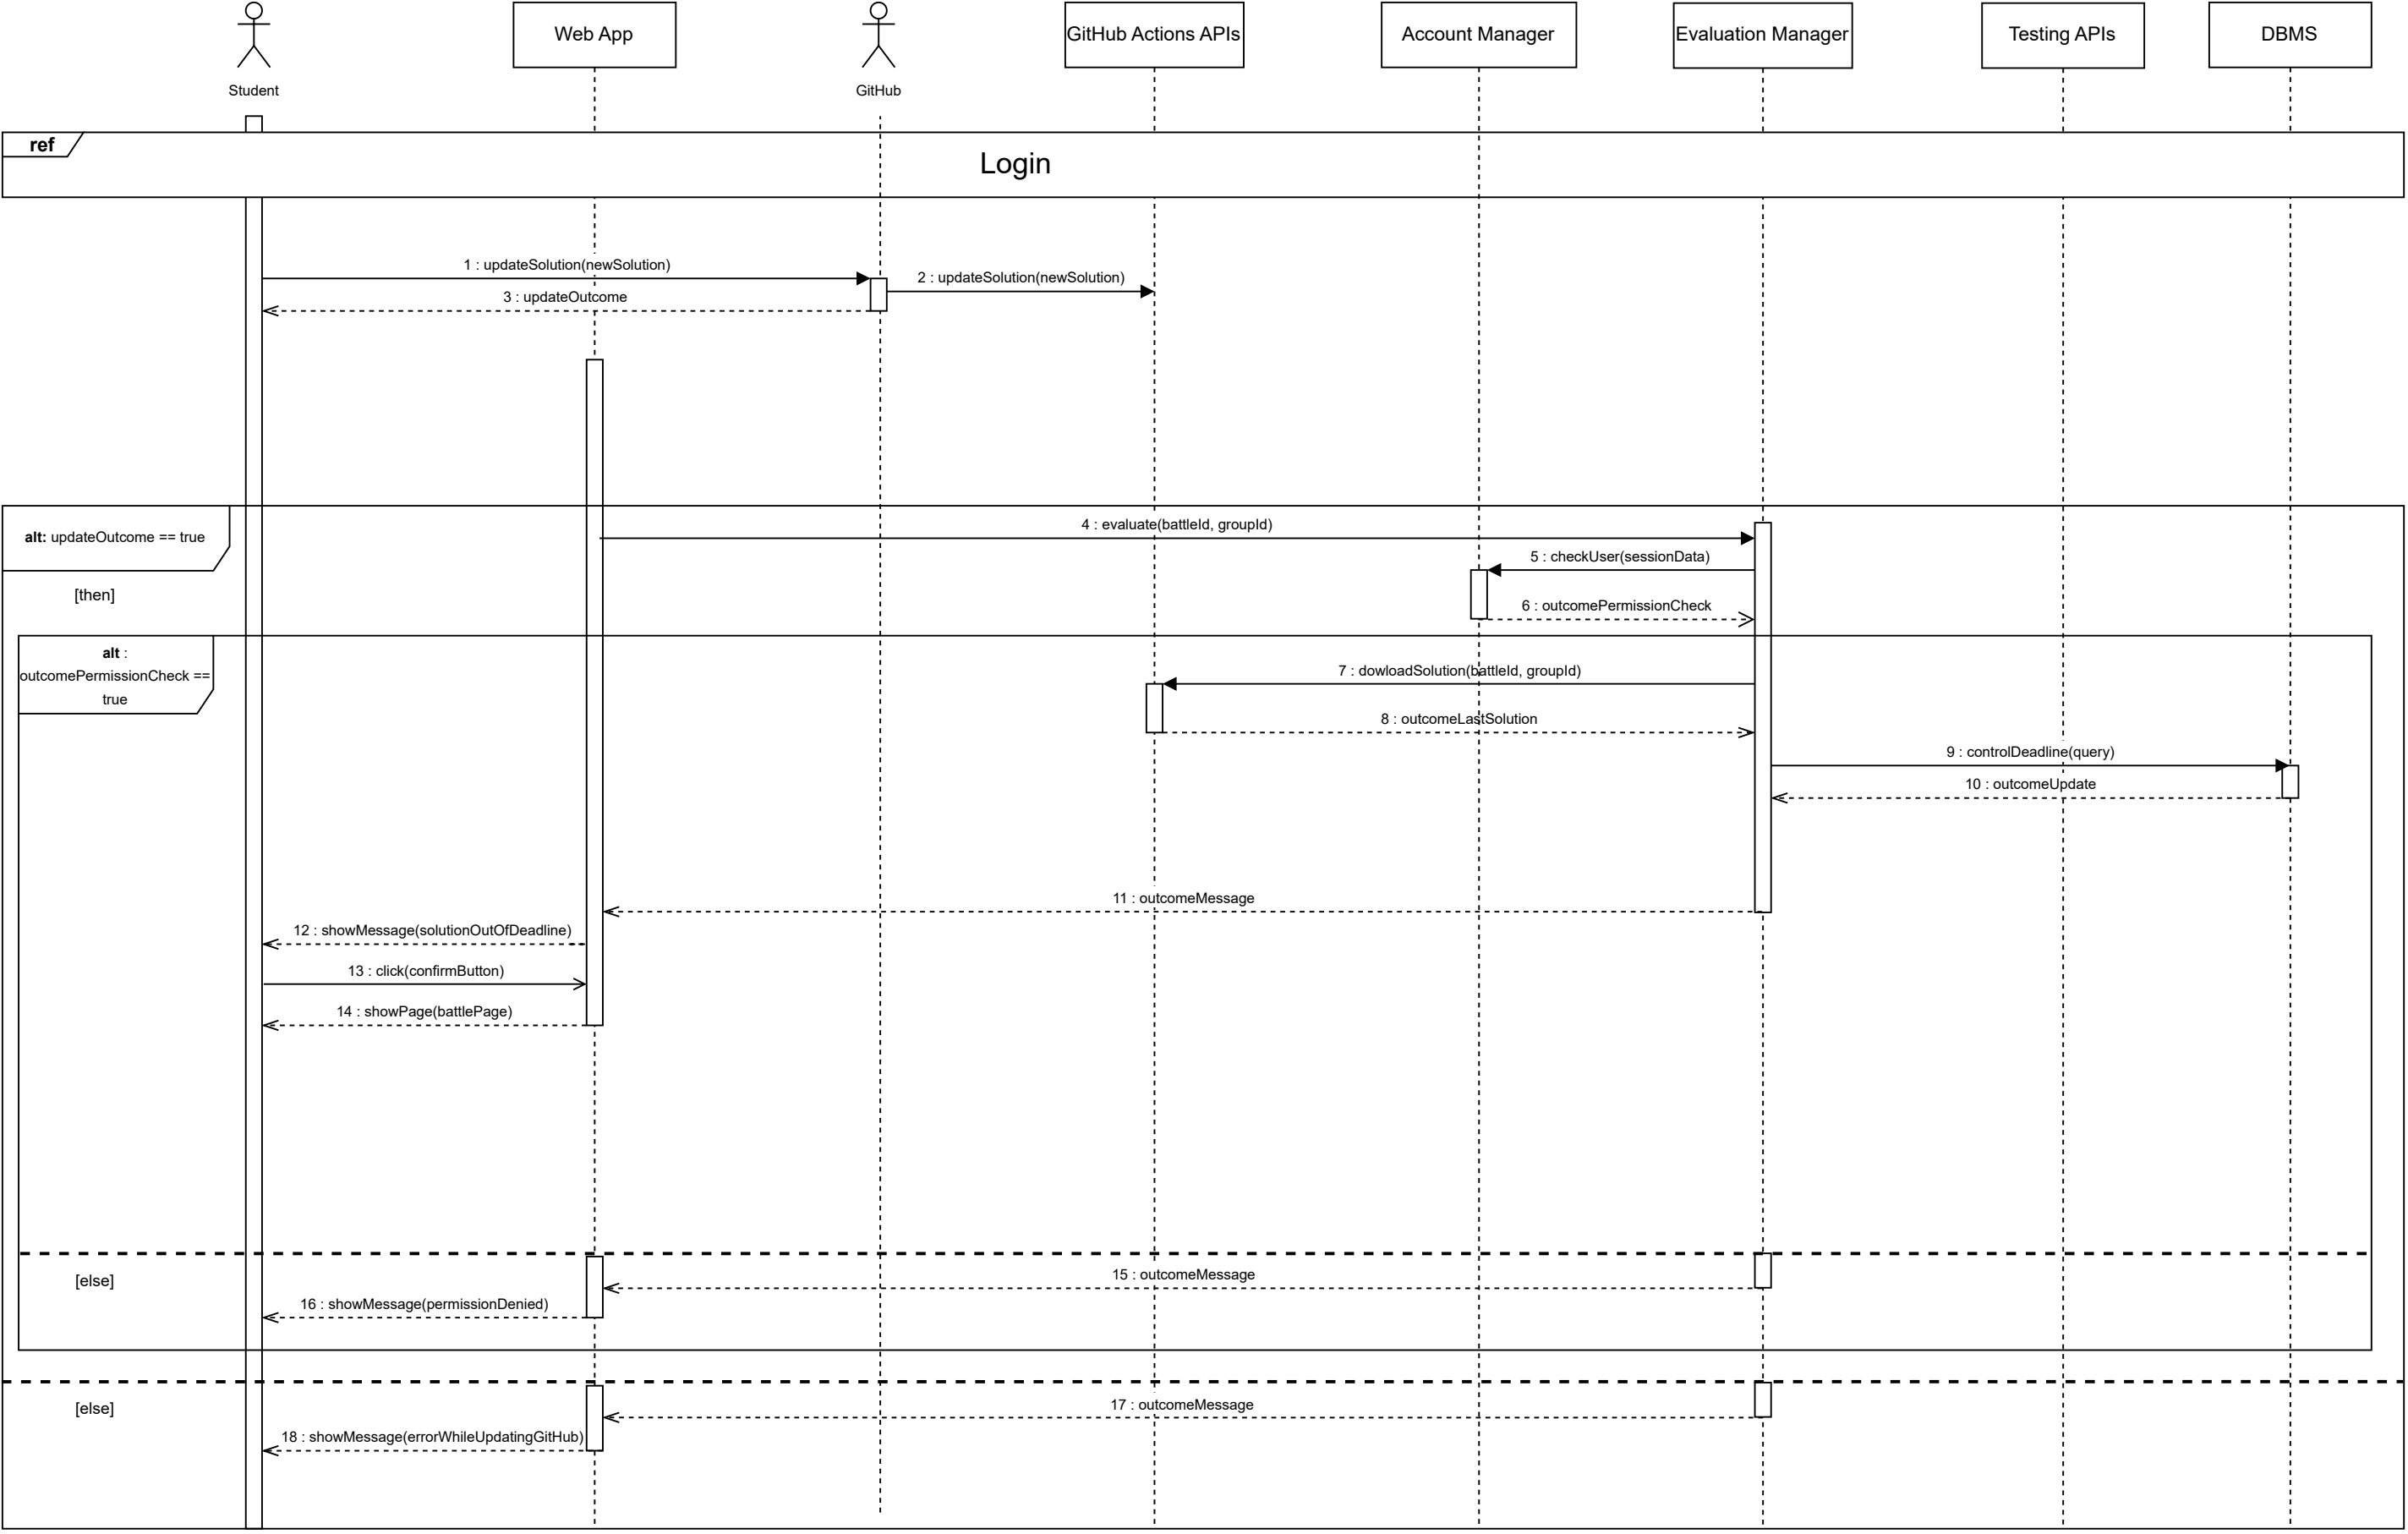 Student
Web App
GitHub
GitHub Actions APIs
Account Manager
Evaluation Manager
Testing APIs
DBMS
ref
Login
1 : updateSolution(newSolution)
2 : updateSolution(newSolution)
3 : updateOutcome
alt: updateOutcome == true
4 : evaluate(battleId, groupId)
5 : checkUser(sessionData)
[then]
6 : outcomePermissionCheck
alt :
outcomePermissionCheck ==
true
7 : dowloadSolution(battleId, groupId)
8 : outcomeLastSolution
9 : controlDeadline(query)
10 : outcomeUpdate
11 : outcomeMessage
12 : showMessage(solutionOutOfDeadline)
13 : click(confirmButton)
14 : showPage(battlePage)
[else]
15 : outcomeMessage
16 : showMessage(permissionDenied)
[else]
17 : outcomeMessage
18 : showMessage(errorWhileUpdatingGitHub)